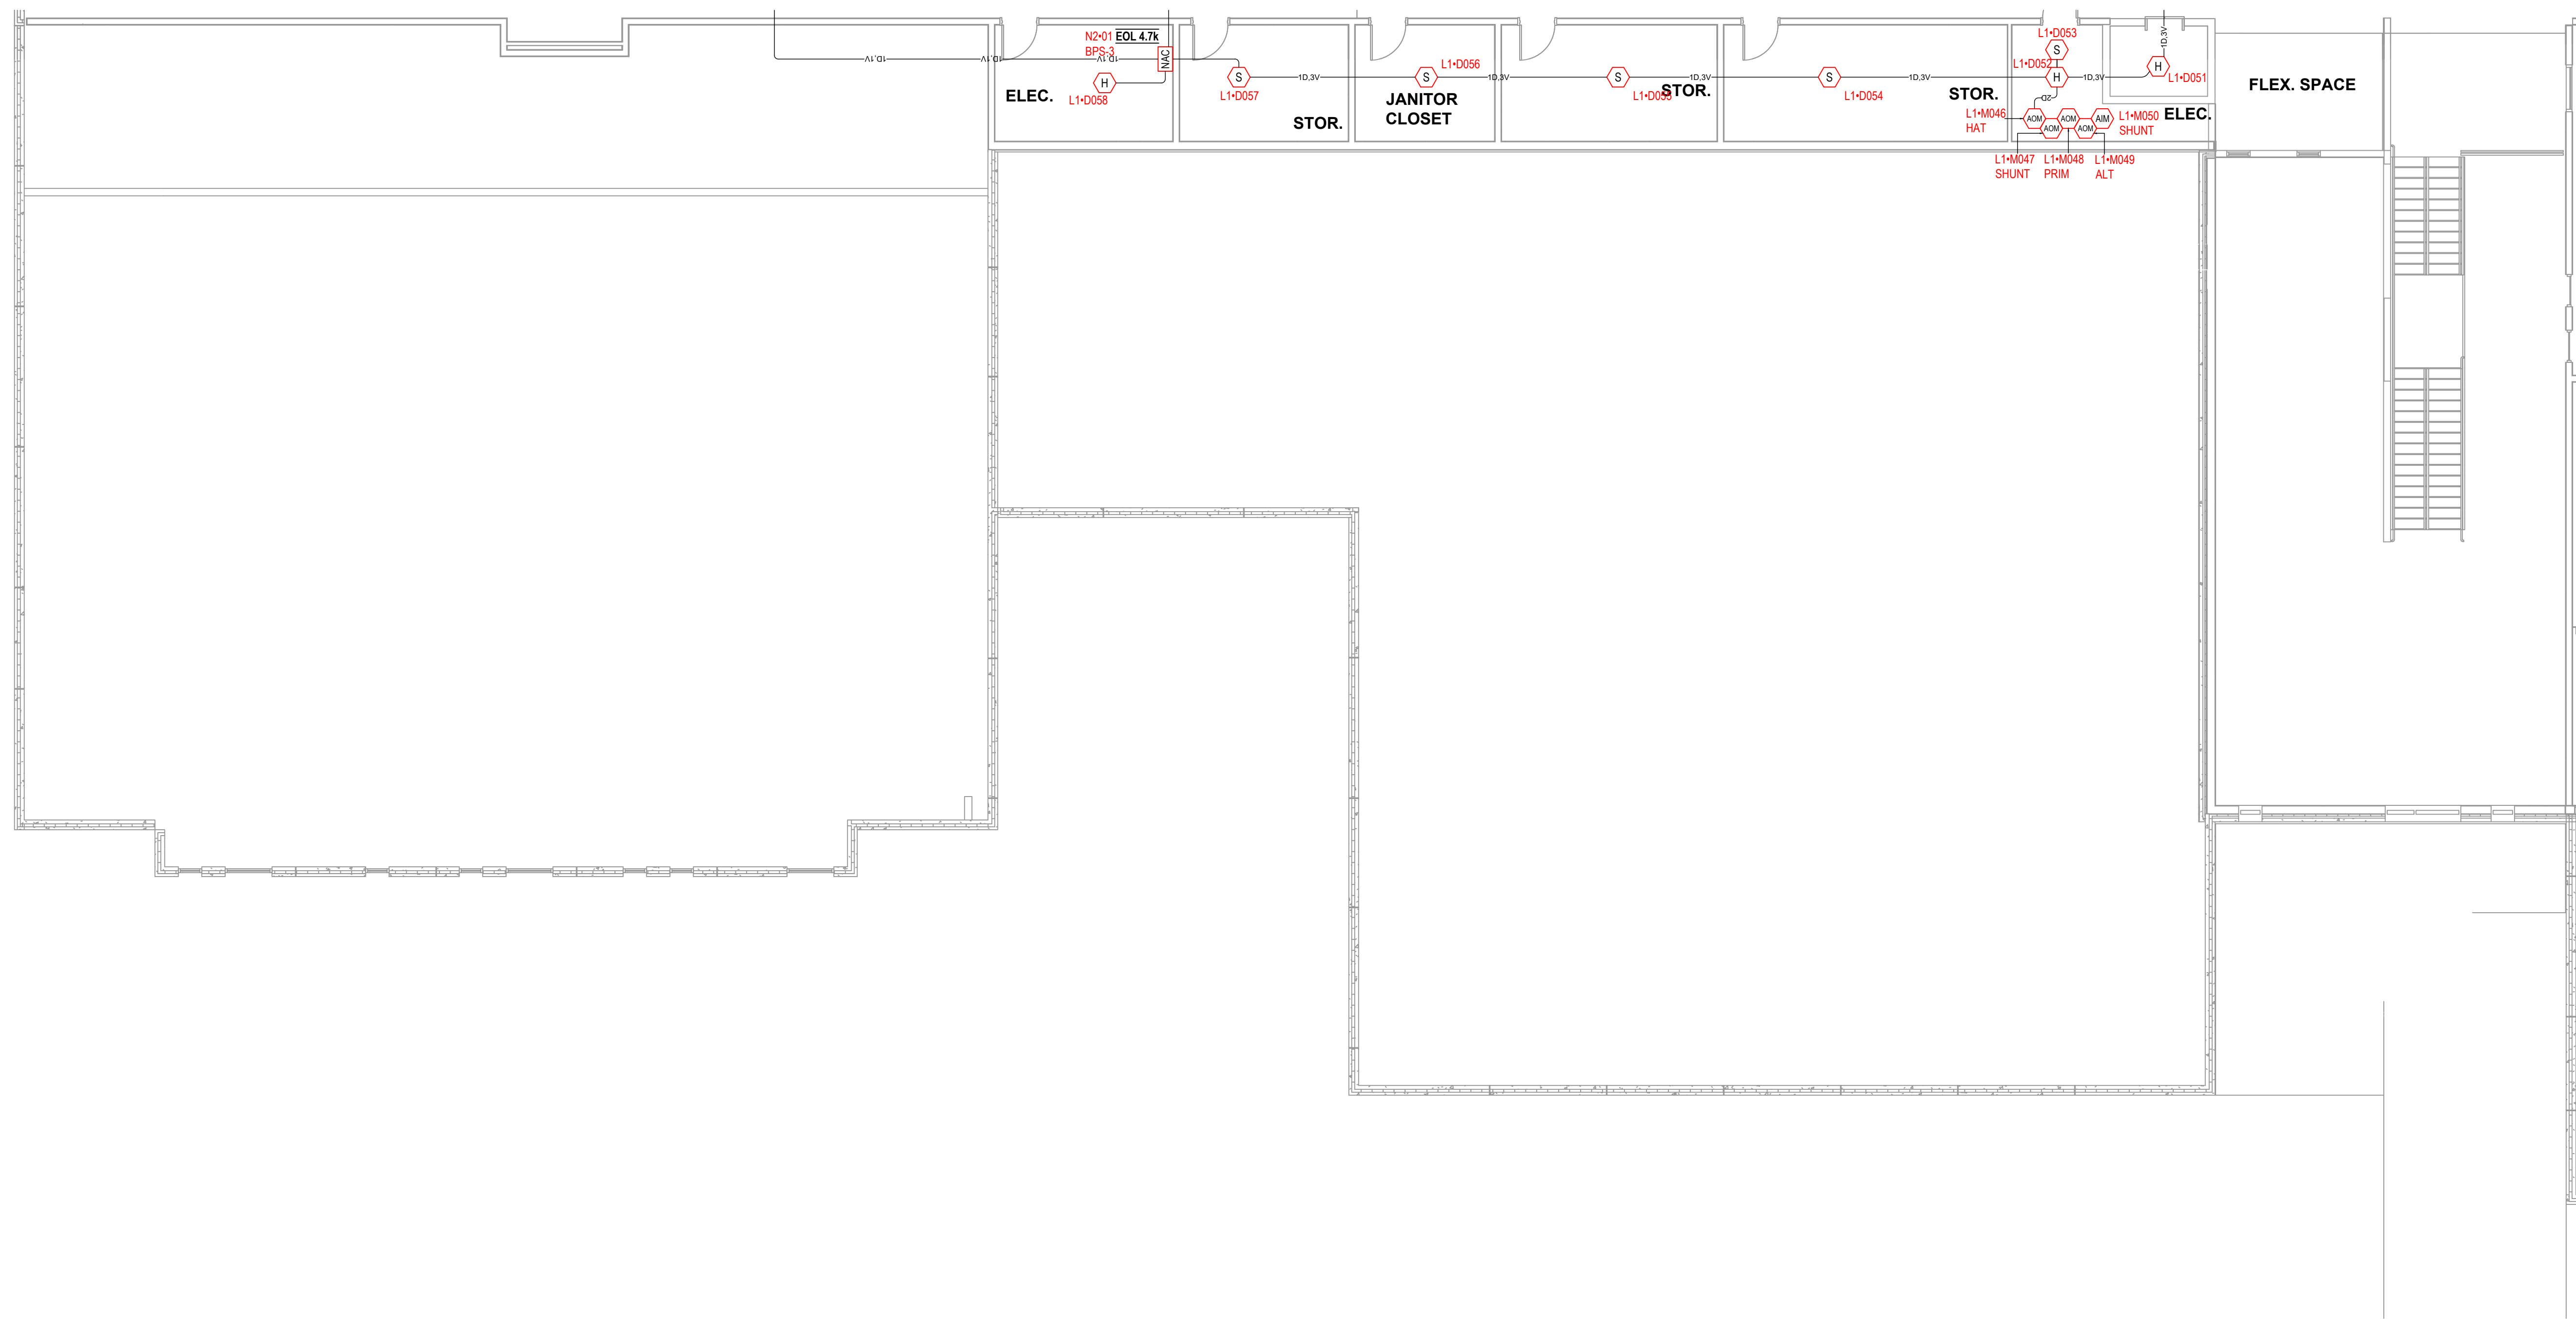 N2•01 EOL 4.7k
BPS-3
NAC
1D,1V
1D,1V
1D,1V
H
L1•D058
ELEC.
S
L1•D057
STOR.
1D,3V
S
L1•D056
JANITOR
CLOSET
1D,3V
S
L1•D055
STOR.
1D,3V
S
L1•D054
1D,3V
STOR.
L1•D053
S
L1•D052
H
1D,3V
1D,3V
H
L1•D051
2D
L1•M046
HAT
AOM
AOM
AIM
AOM
AOM
L1•M050
SHUNT
ELEC.
L1•M047
SHUNT
L1•M048
PRIM
L1•M049
ALT
FLEX. SPACE